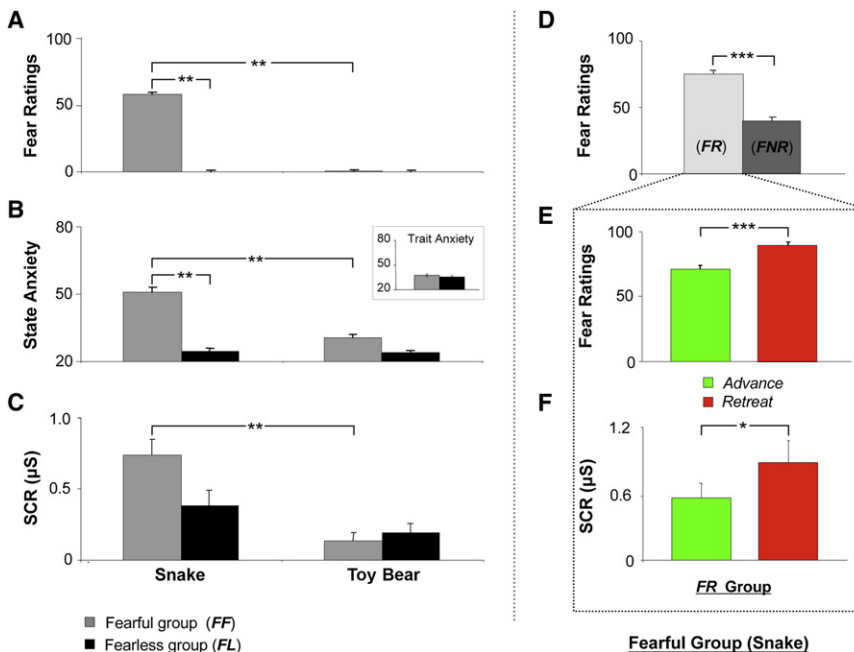 A
100
Fear Ratings
50
0
**
**
B
80
State Anxiety
50
20
**
**
Trait Anxiety
80
50
20
C
1.0
SCR (µS)
0.5
0
**
Snake
Toy Bear
Fearful group (FF)
Fearless group (FL)
D
100
Fear Ratings
50
0
***
(FR)
(FNR)
E
100
Fear Ratings
50
0
***
Advance
Retreat
F
1.2
SCR (µS)
0.6
0
*
FR Group
Fearful Group (Snake)